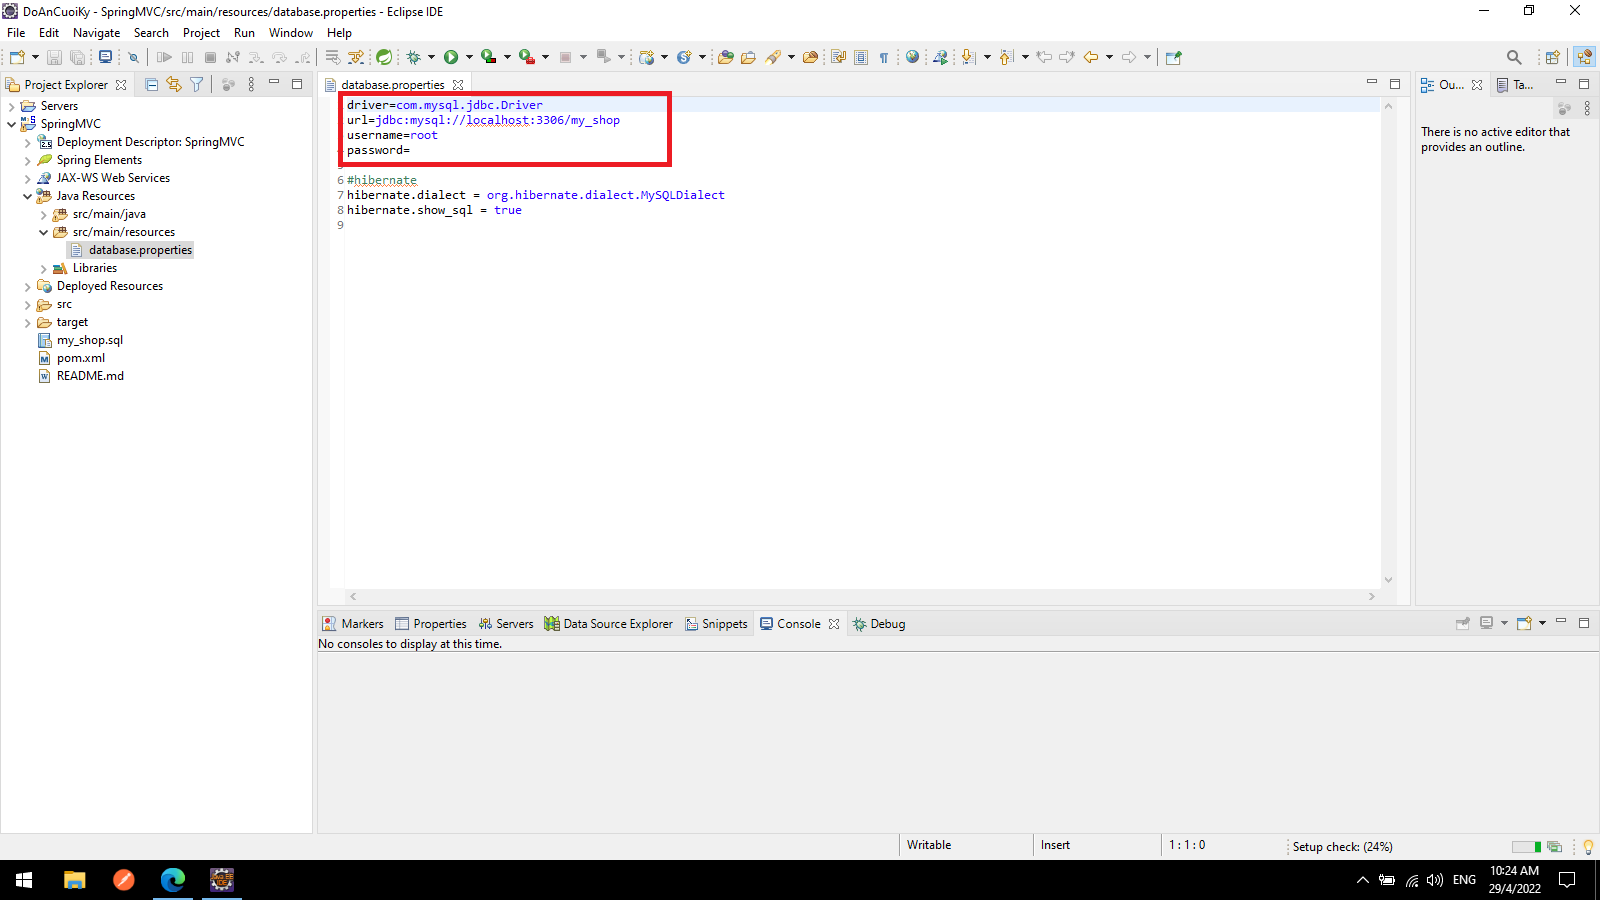 DoAnCuoiKy - SpringMVC/src/main/resources/database.properties - Eclipse IDE
File Edit Navigate Search Project Run Window Help
Project Explorer
Servers
SpringMVC
Deployment Descriptor: SpringMVC
Spring Elements
JAX-WS Web Services
Java Resources
src/main/java
src/main/resources
database.properties
Libraries
Deployed Resources
src
target
my_shop.sql
pom.xml
README.md
database.properties
driver=com.mysql.jdbc.Driver
url=jdbc:mysql://localhost:3306/my_shop
username=root
password=
6 #hibernate
7 hibernate.dialect = org.hibernate.dialect.MySQLDialect
8 hibernate.show_sql = true
9
Ou... Ta...
There is no active editor that
provides an outline.
Markers Properties Servers Data Source Explorer Snippets Console Debug
No consoles to display at this time.
Writable Insert 1 : 1 : 0 Setup check: (24%)
ENG
10:24 AM
29/4/2022